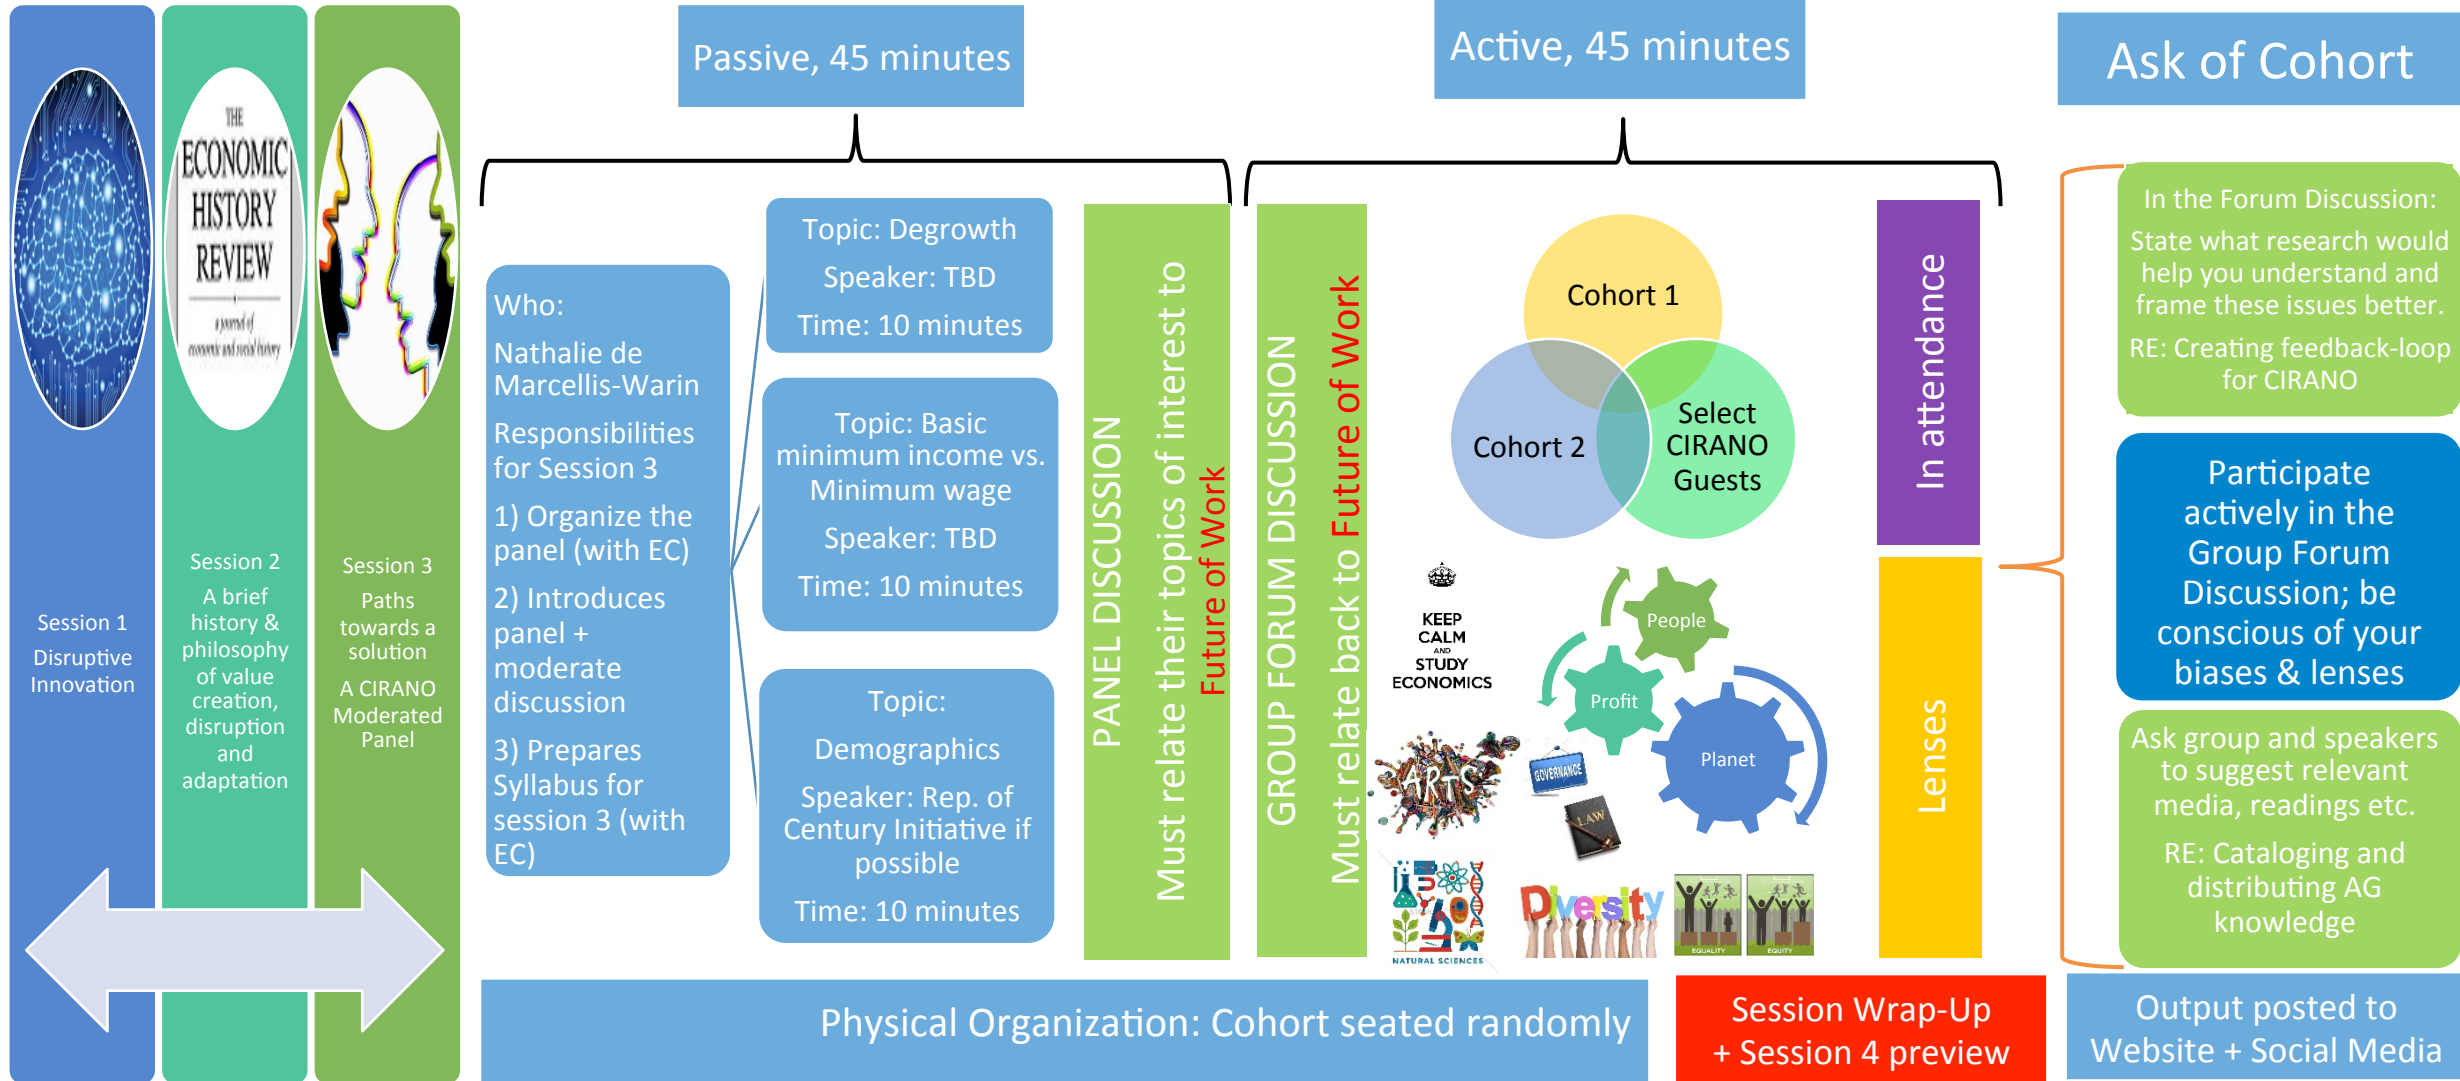 THE
ECONOMIC
HISTORY
REVIEW
a journal of
economic and social history
Session 1
Disruptive
Innovation
Session 2
A brief
history &
philosophy
of value
creation,
disruption
and
adaptation
Session 3
Paths
towards a
solution
A CIRANO
Moderated
Panel
Passive, 45 minutes
Who:
Nathalie de
Marcellis-Warin
Responsibilities
for Session 3
1) Organize the
panel (with EC)
2) Introduces
panel +
moderate
discussion
3) Prepares
Syllabus for
session 3 (with
EC)
Topic: Degrowth
Speaker: TBD
Time: 10 minutes
Topic: Basic
minimum income vs.
Minimum wage
Speaker: TBD
Time: 10 minutes
Topic:
Demographics
Speaker: Rep. of
Century Initiative if
possible
Time: 10 minutes
PANEL DISCUSSION
Must relate their topics of interest to
Future of Work
Active, 45 minutes
GROUP FORUM DISCUSSION
Must relate back to Future of Work
Cohort 1
Cohort 2
Select
CIRANO
Guests
In attendance
KEEP
CALM
AND
STUDY
ECONOMICS
People
Profit
Planet
ARTS
GOVERNANCE
LAW
NATURAL SCIENCES
Diversity
EQUALITY
EQUITY
Lenses
Ask of Cohort
In the Forum Discussion:
State what research would
help you understand and
frame these issues better.
RE: Creating feedback-loop
for CIRANO
Participate
actively in the
Group Forum
Discussion; be
conscious of your
biases & lenses
Ask group and speakers
to suggest relevant
media, readings etc.
RE: Cataloging and
distributing AG
knowledge
Physical Organization: Cohort seated randomly
Session Wrap-Up
+ Session 4 preview
Output posted to
Website + Social Media